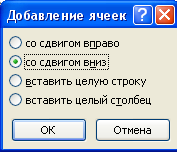 Добавление ячеек
со сдвигом вправо
со сдвигом вниз
вставить целую строку
вставить целый столбец
ОК
Отмена